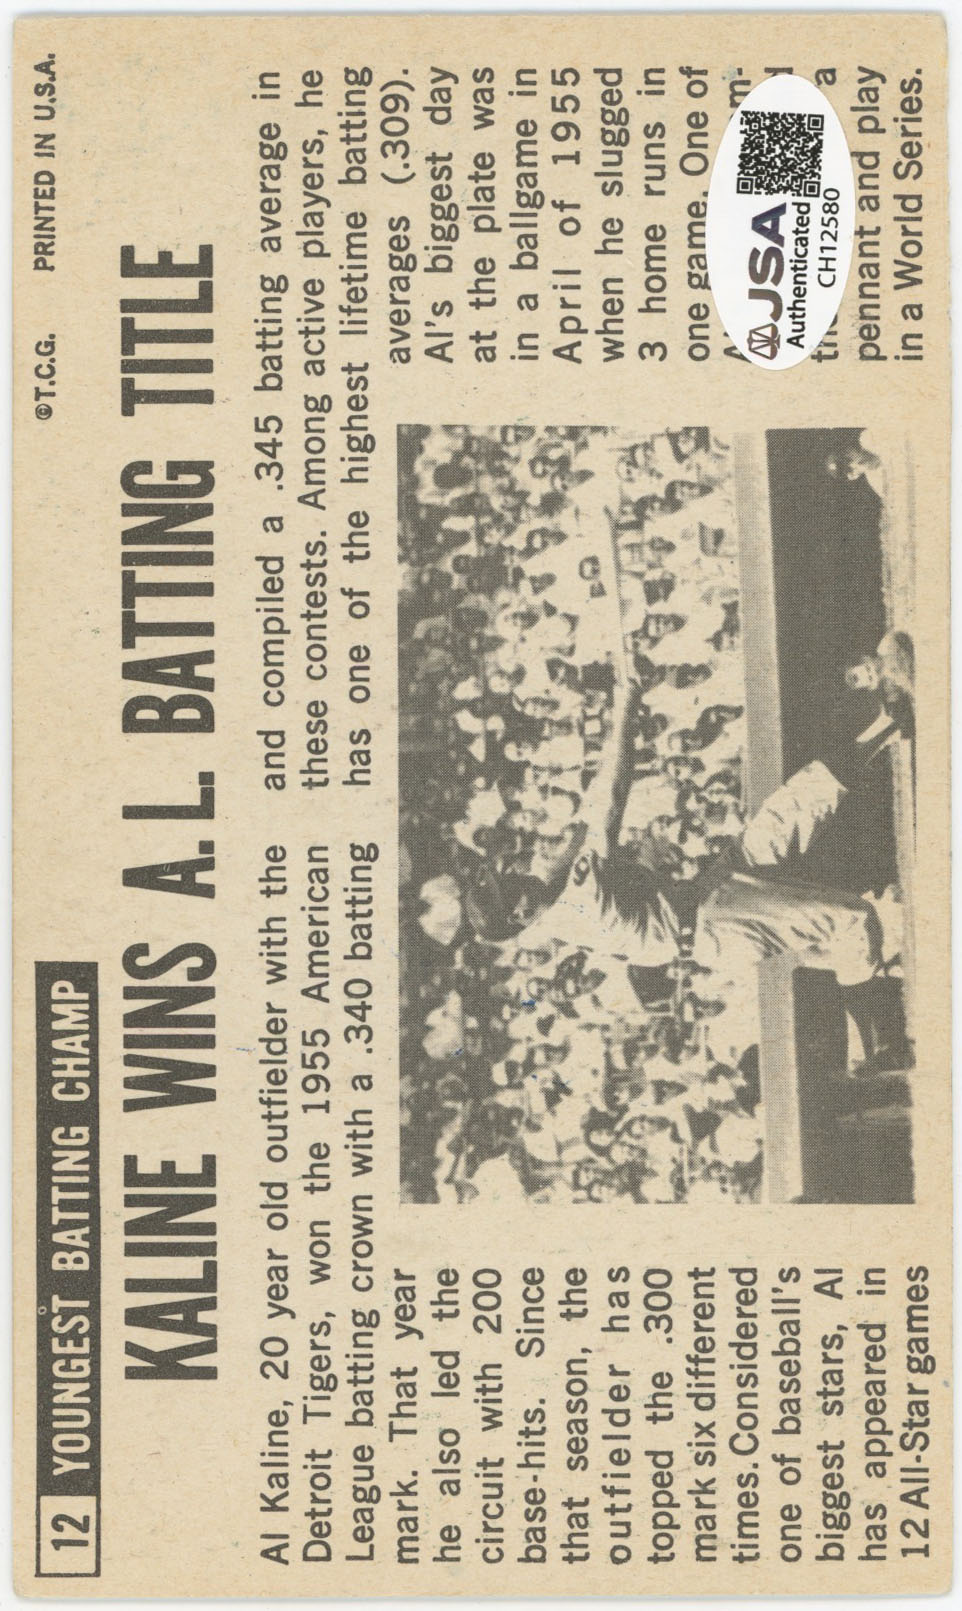 12 YOUNGEST BATTING CHAMP
©T.C.G. PRINTED IN U.S.A.
KALINE WINS A.L. BATTING TITLE
Al Kaline, 20 year old outfielder with the
Detroit Tigers, won the 1955 American
League batting crown with a .340 batting
mark. That year
he also led the
circuit with 200
base-hits. Since
that season, the
outfielder has
topped the .300
mark six different
times. Considered
one of baseball's
biggest stars, Al
has appeared in
12 All-Star games
and compiled a .345 batting average in
these contests. Among active players, he
has one of the highest lifetime batting
averages (.309).
Al's biggest day
at the plate was
in a ballgame in
April of 1955
when he slugged
3 home runs in
one game. One of
a
pennant and play
in a World Series.
JSA
Authenticated
CH12580